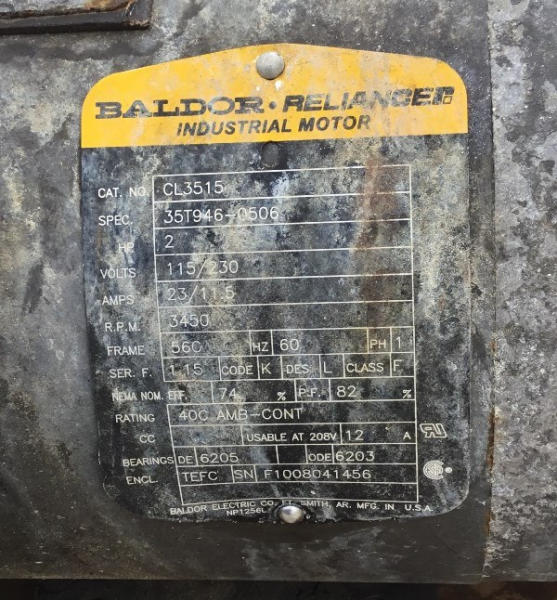 BALDOR • RELIANCER
INDUSTRIAL MOTOR
CAT. NO. CL3515
SPEC. 35T946-0506
HP 2
VOLTS 115/230
AMPS 23/11.5
R.P.M. 3450
FRAME 56C HZ 60 PH 1
SER. F. 1.15 CODE K DES. L CLASS F
NEMA NOM. EFF. 74 % P.F. 82 %
RATING 40C AMB-CONT
CC USABLE AT 208V 12 A
BEARINGS DE 6205 ODE 6203
ENCL. TEFC SN F1008041456
BALDOR ELECTRIC CO. FT. SMITH, AR. MFG. IN U.S.A.
NP1256L